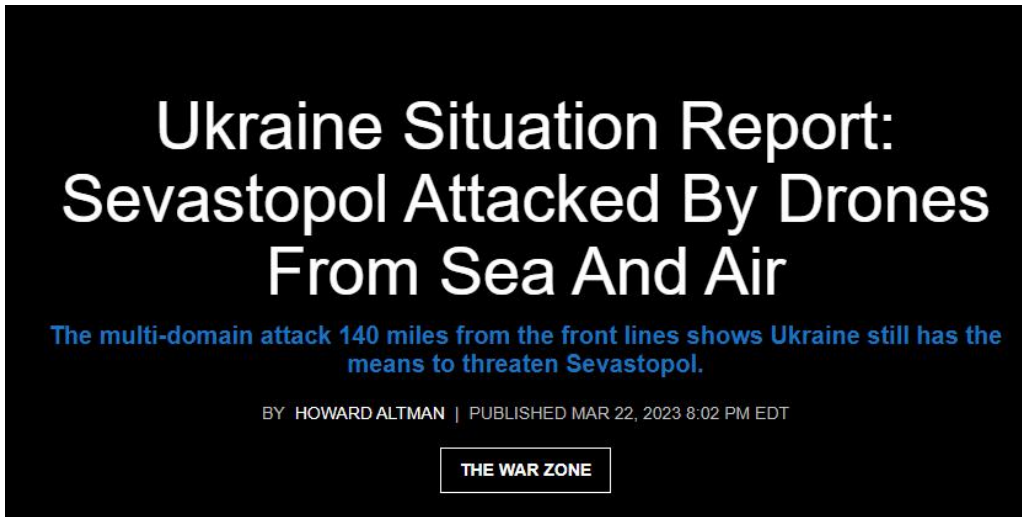 Ukraine Situation Report:
Sevastopol Attacked By Drones
From Sea And Air
The multi-domain attack 140 miles from the front lines shows Ukraine still has the
means to threaten Sevastopol.
BY HOWARD ALTMAN | PUBLISHED MAR 22, 2023 8:02 PM EDT
THE WAR ZONE